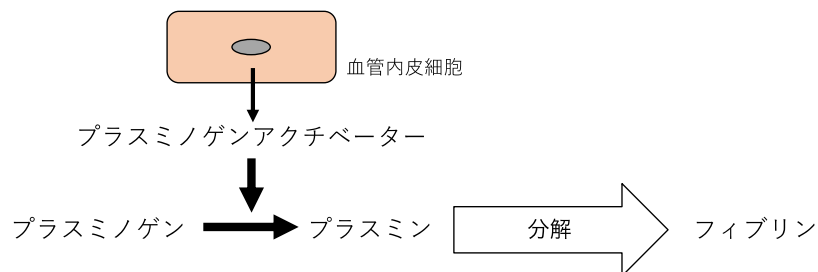 血管内皮細胞
プラスミノゲンアクチベーター
プラスミノゲン
プラスミン
分解
フィブリン